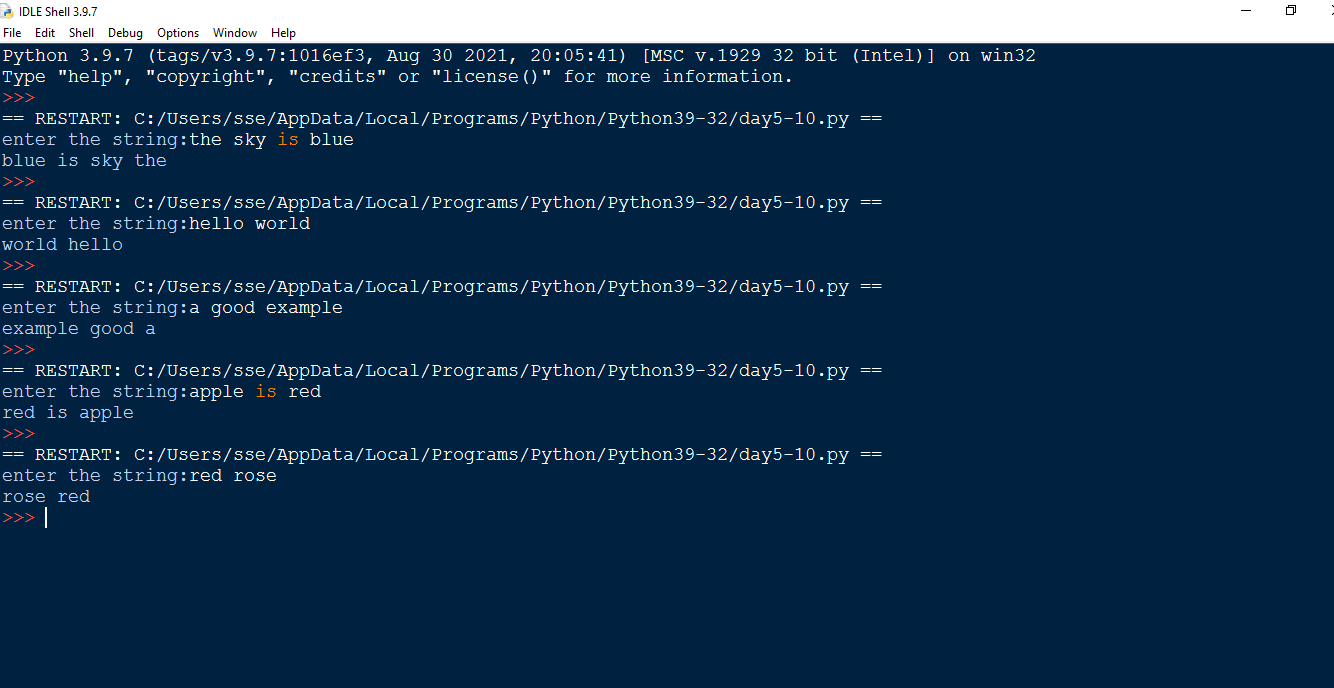 IDLE Shell 3.9.7
File Edit Shell Debug Options Window Help
Python 3.9.7 (tags/v3.9.7:1016ef3, Aug 30 2021, 20:05:41) [MSC v.1929 32 bit (Intel)] on win32
Type "help", "copyright", "credits" or "license()" for more information.
>>>
== RESTART: C:/Users/sse/AppData/Local/Programs/Python/Python39-32/day5-10.py ==
enter the string:the sky is blue
blue is sky the
>>>
== RESTART: C:/Users/sse/AppData/Local/Programs/Python/Python39-32/day5-10.py ==
enter the string:hello world
world hello
>>>
== RESTART: C:/Users/sse/AppData/Local/Programs/Python/Python39-32/day5-10.py ==
enter the string:a good example
example good a
>>>
== RESTART: C:/Users/sse/AppData/Local/Programs/Python/Python39-32/day5-10.py ==
enter the string:apple is red
red is apple
>>>
== RESTART: C:/Users/sse/AppData/Local/Programs/Python/Python39-32/day5-10.py ==
enter the string:red rose
rose red
>>>